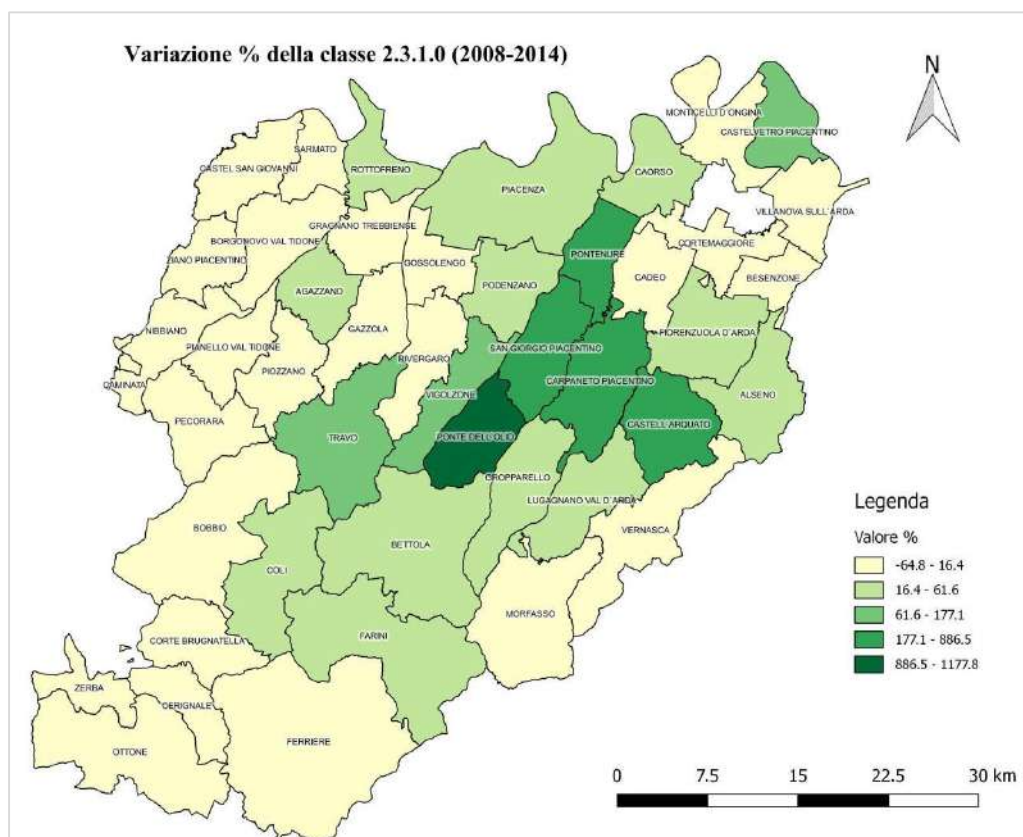 Variazione % della classe 2.3.1.0 (2008-2014)
N
MONTICELLI D'ONGINA
CASTELVETRO PIACENTINO
SARMATO
CASTEL SAN GIOVANNI
ROTTOFRENO
CAORSO
PIACENZA
VILLANOVA SULL'ARDA
GRAGNANO TREBBIENSE
BORGONOVO VAL TIDONE
CORTEMAGGIORE
PONTENURE
ZIANO PIACENTINO
GOSSOLENGO
CADEO
BESENZONE
PODENZANO
AGAZZANO
NIBBIANO
GAZZOLA
FIORENZUOLA D'ARDA
PIANELLO VAL TIDONE
SAN GIORGIO PIACENTINO
RIVERGARO
PIOZZANO
CAMINATA
CARPANETO PIACENTINO
VIGOLZONE
ALSENO
PECORARA
CASTELL'ARQUATO
TRAVO
PONTE DELL'OLIO
GROPPARELLO
LUGAGNANO VAL D'ARDA
BOBBIO
VERNASCA
BETTOLA
COLI
MORFASSO
FARINI
CORTE BRUGNATELLA
ZERBA
CERIGNALE
FERRIERE
OTTONE
Legenda
Valore %
-64.8 - 16.4
16.4 - 61.6
61.6 - 177.1
177.1 - 886.5
886.5 - 1177.8
0 7.5 15 22.5 30 km